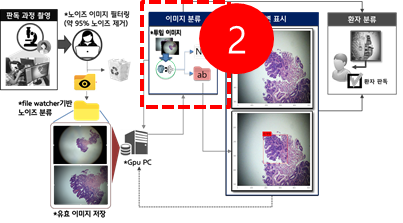 판독 과정 촬영
*노이즈 이미지 필터링
(약 95% 노이즈 제거)
이미지 분류
*투입 이미지
N
ab
2
표시
환자 분류
환자 판독
*file watcher기반
노이즈 분류
*Gpu PC
*유효 이미지 저장